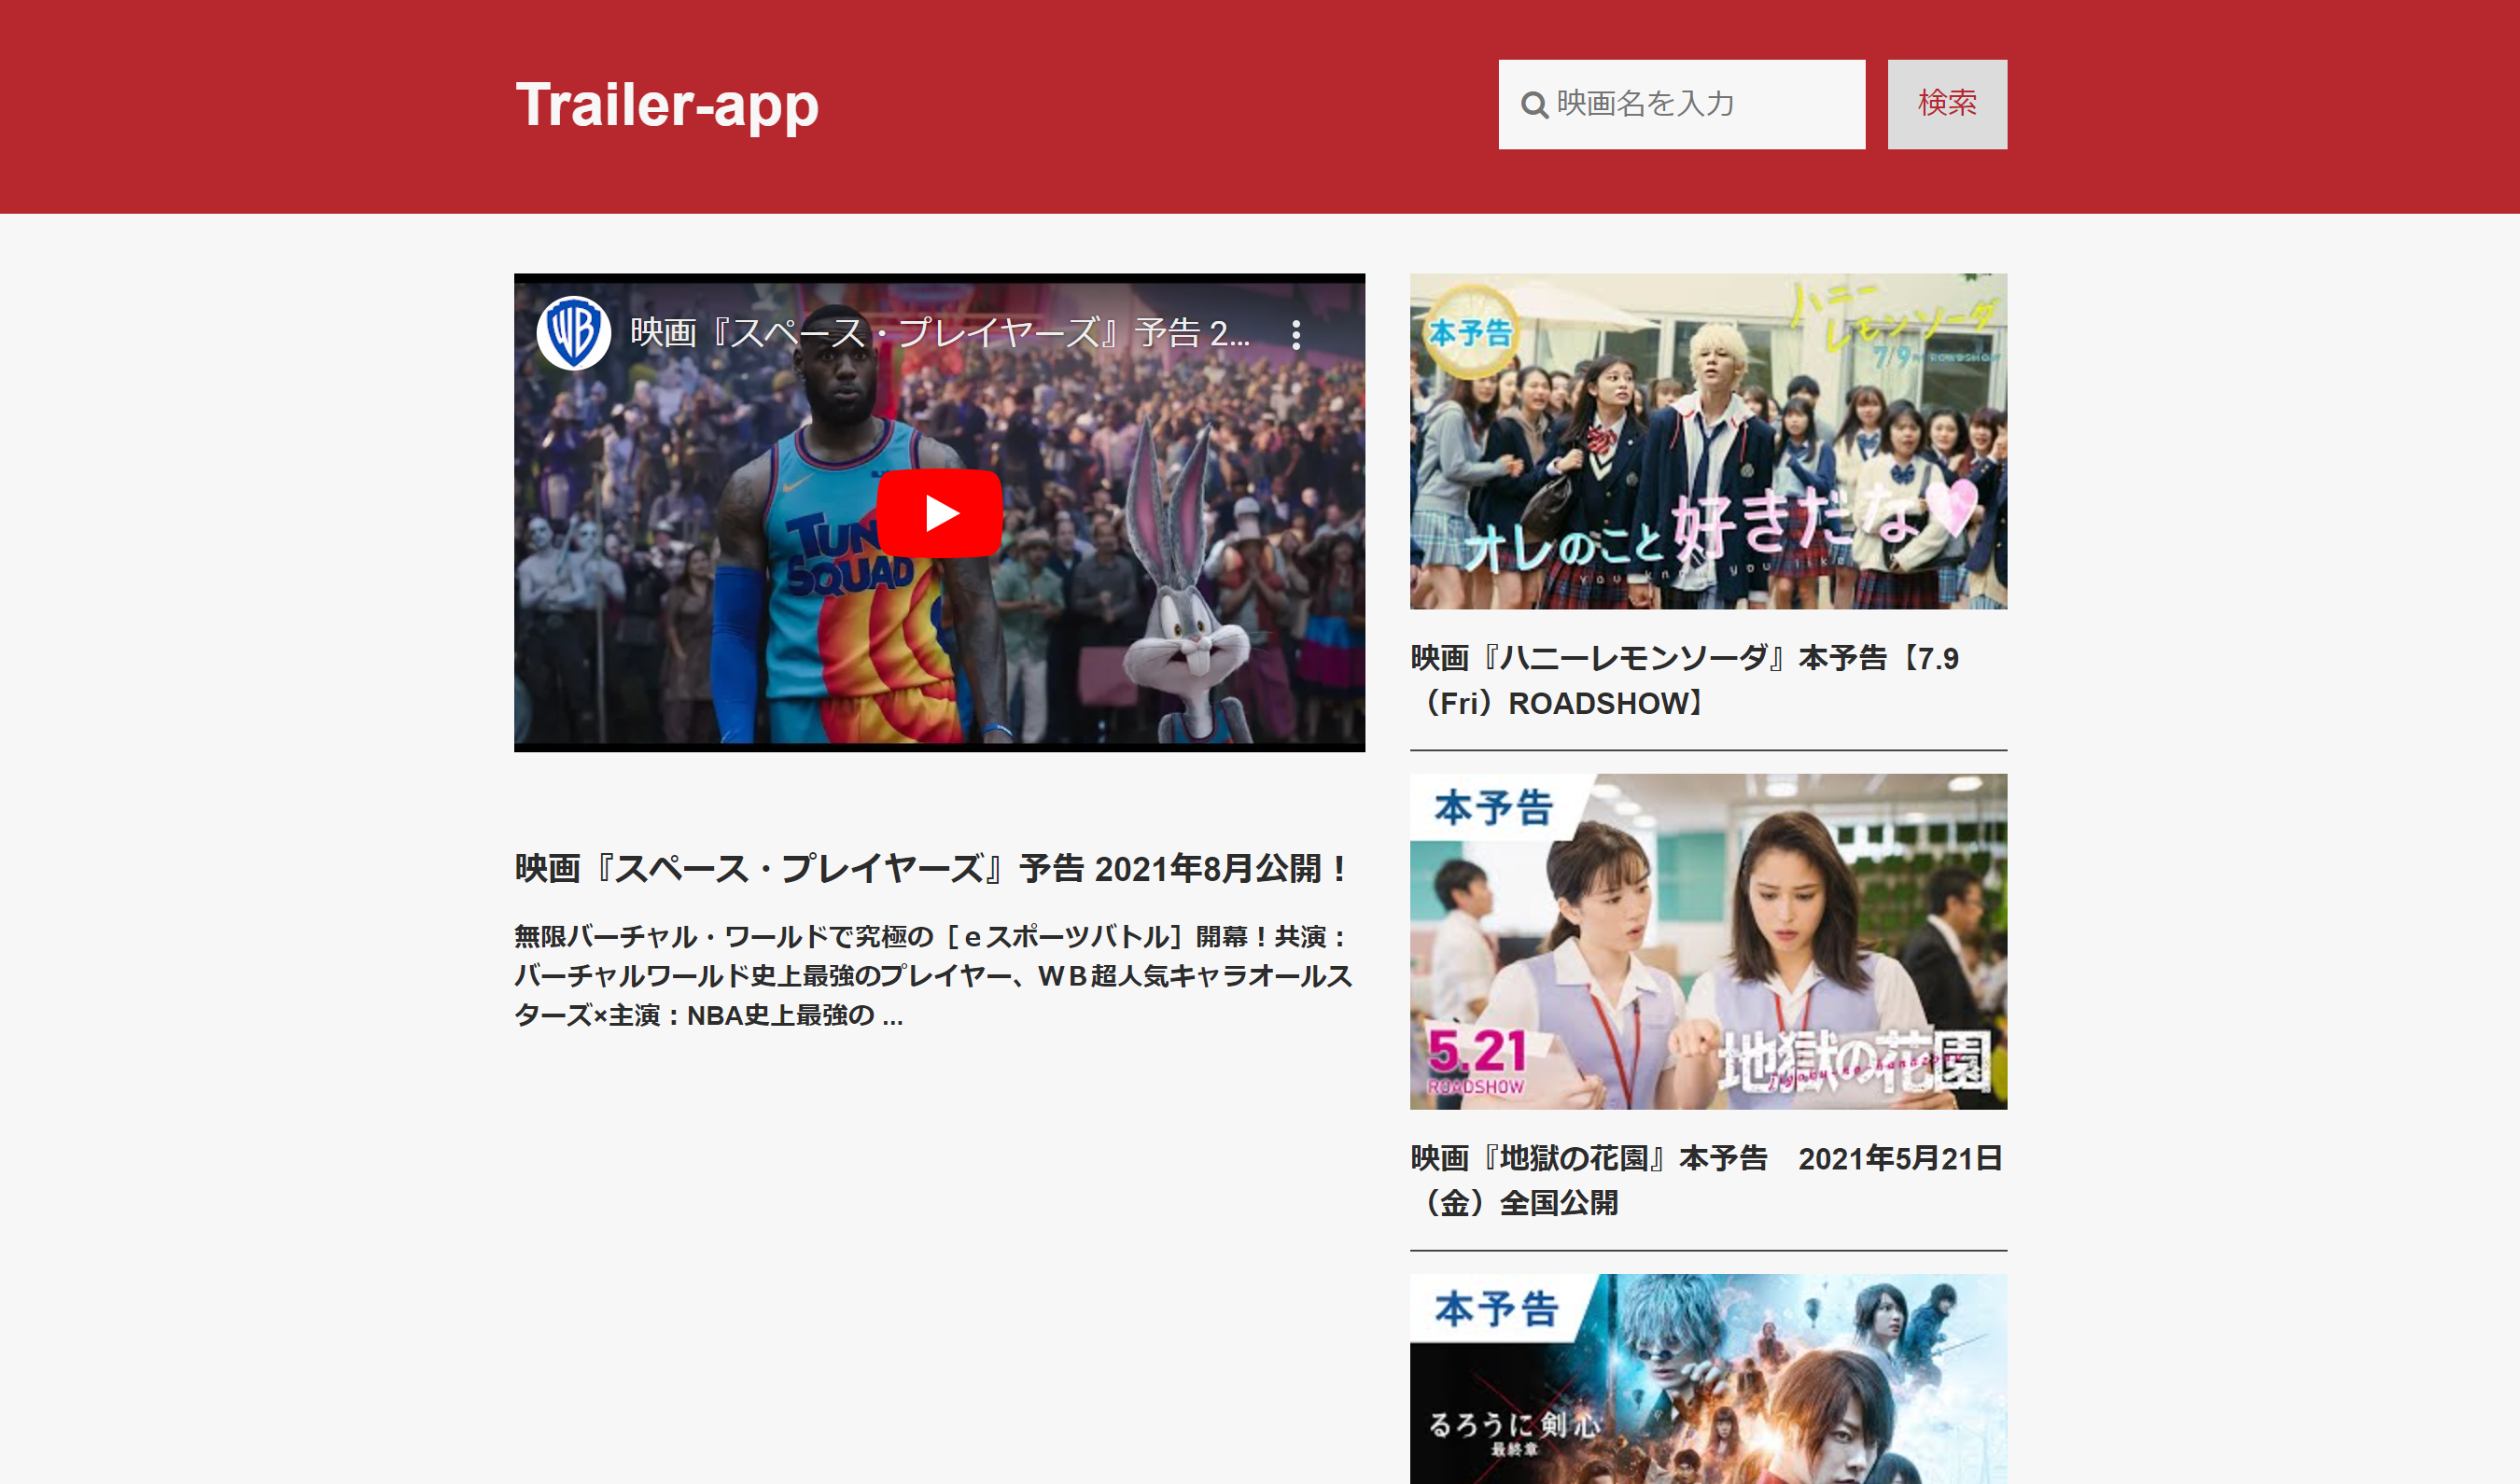 Trailer-app
映画名を入力
検索
WB
映画『スペース・プレイヤーズ』予告 2...
TUN
SQUAD
映画『スペース・プレイヤーズ』予告 2021年8月公開！
無限バーチャル・ワールドで究極の［ｅスポーツバトル］開幕！共演：
バーチャルワールド史上最強のプレイヤー、ＷＢ超人気キャラオールス
ターズ×主演：NBA史上最強の ...
本予告
ハニー
レモンソーダ
7/9 ROADSHOW
オレのこと好きだな
you know you like
映画『ハニーレモンソーダ』本予告【7.9
（Fri）ROADSHOW】
本予告
5.21
ROADSHOW
地獄の花園
Jigoku-no-hanazono
映画『地獄の花園』本予告　2021年5月21日
（金）全国公開
本予告
るろうに剣心
最終章